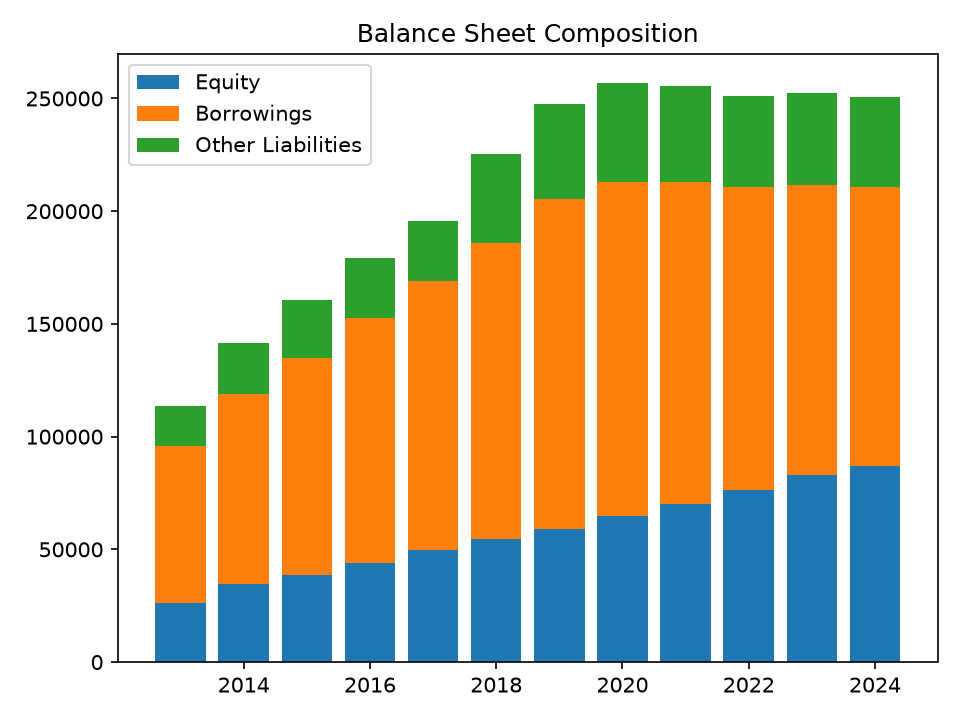 Balance Sheet Composition
Equity
Borrowings
Other Liabilities
250000
200000
150000
100000
50000
0
2014 2016 2018 2020 2022 2024